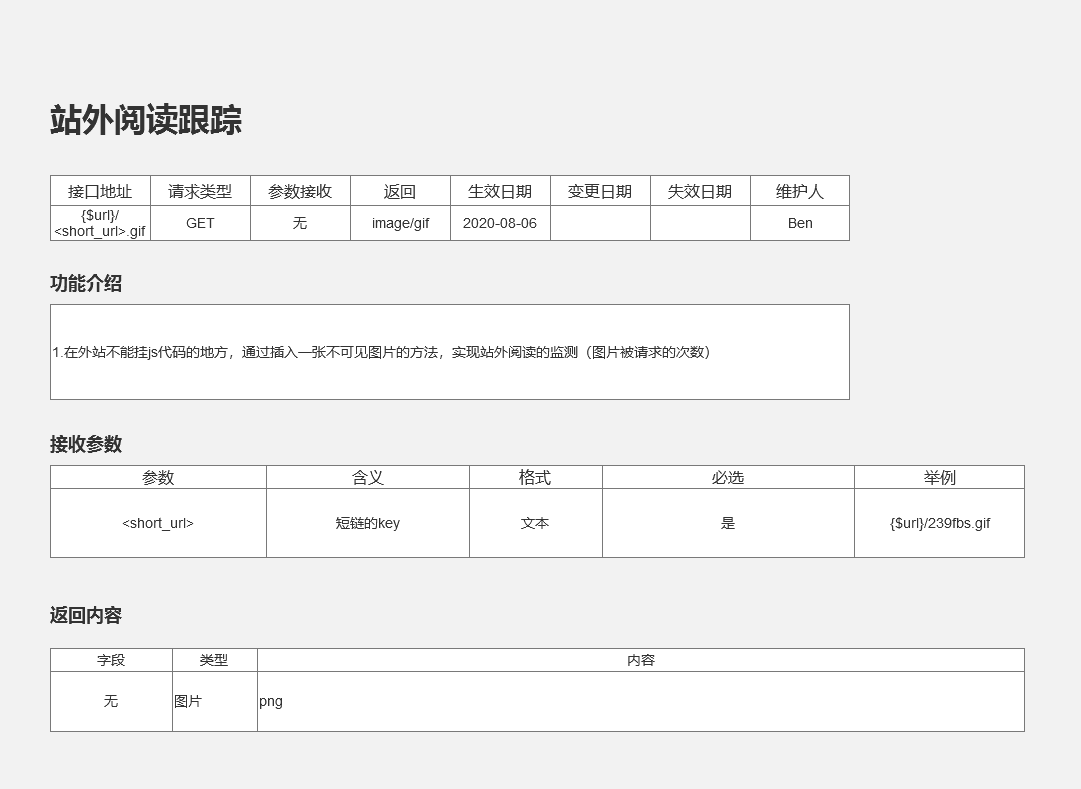 站外阅读跟踪
接口地址 请求类型 参数接收 返回 生效日期 变更日期 失效日期 维护人
{$url}/
<short_url>.gif GET 无 image/gif 2020-08-06 Ben
功能介绍
1.在外站不能挂js代码的地方，通过插入一张不可见图片的方法，实现站外阅读的监测（图片被请求的次数）
接收参数
参数 含义 格式 必选 举例
<short_url> 短链的key 文本 是 {$url}/239fbs.gif
返回内容
字段 类型 内容
无 图片 png